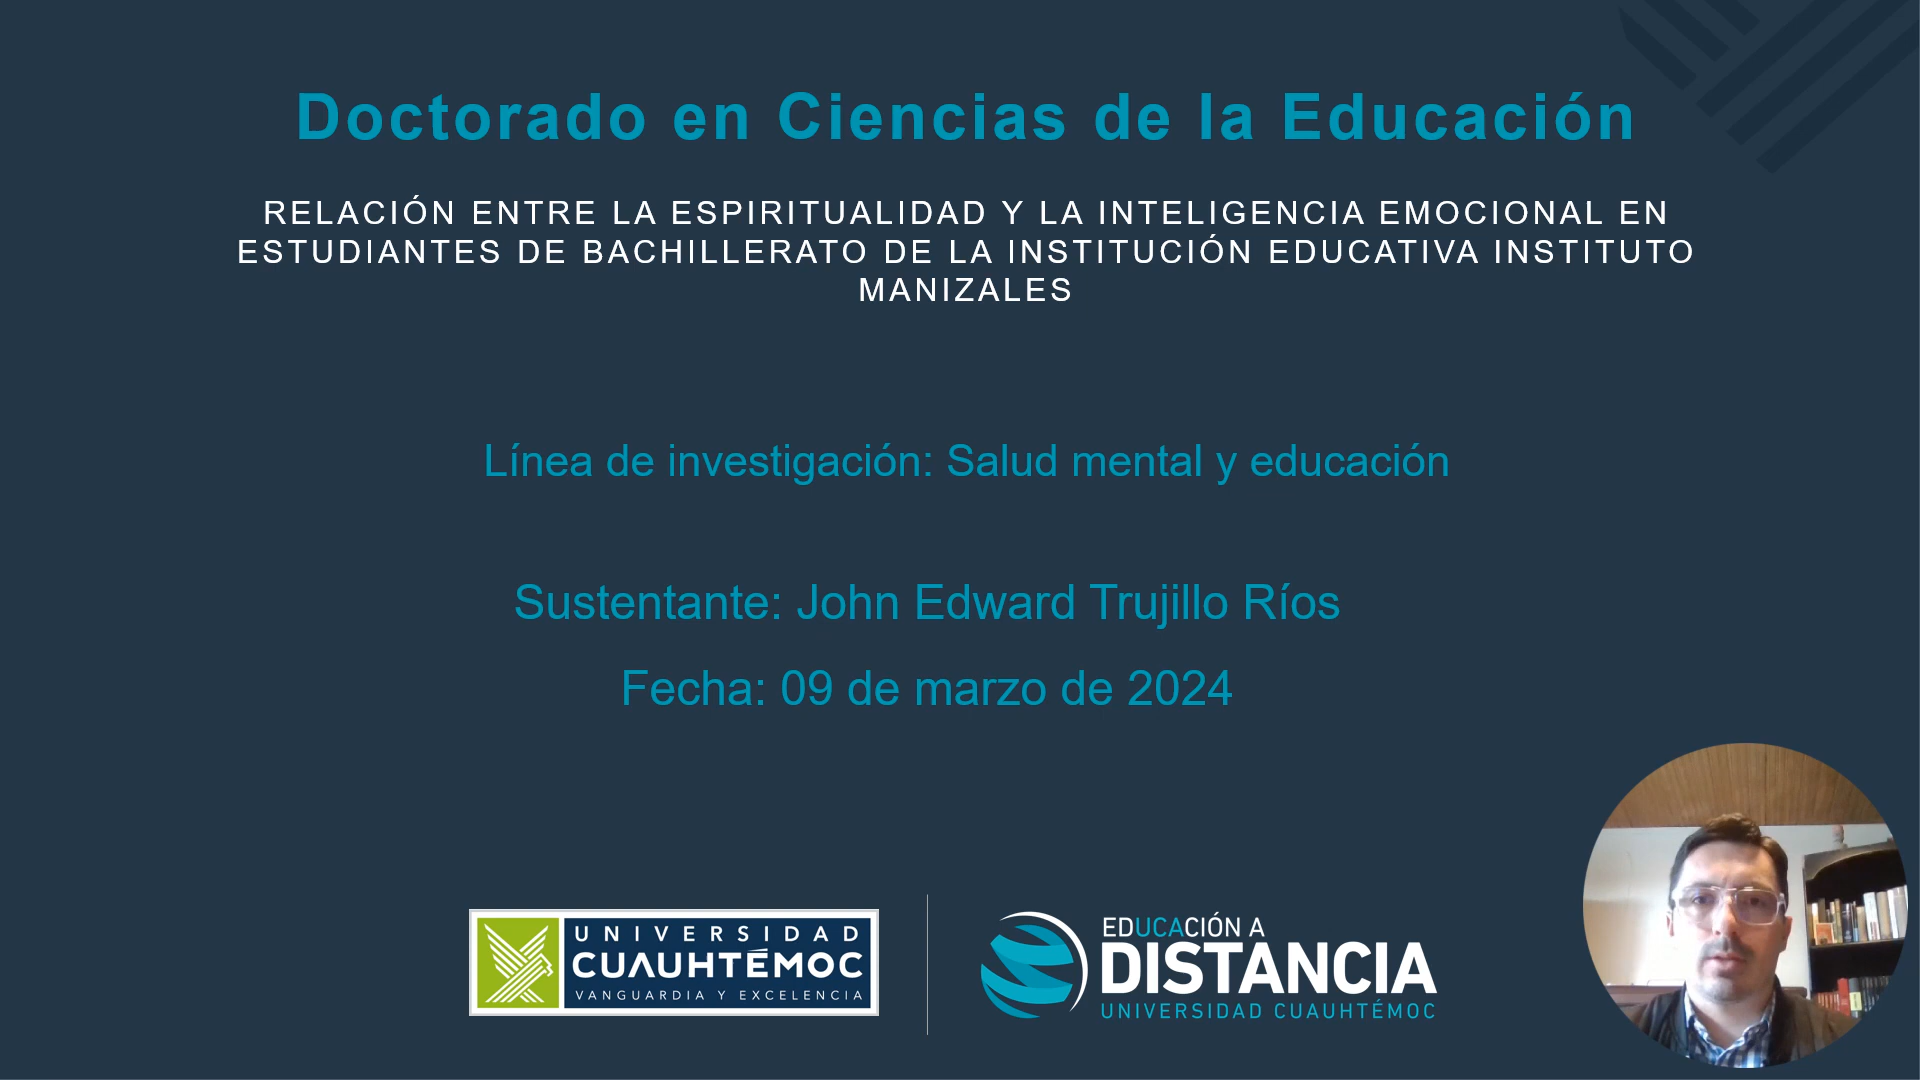 Doctorado en Ciencias de la Educación
RELACIÓN ENTRE LA ESPIRITUALIDAD Y LA INTELIGENCIA EMOCIONAL EN
ESTUDIANTES DE BACHILLERATO DE LA INSTITUCIÓN EDUCATIVA INSTITUTO
MANIZALES
Línea de investigación: Salud mental y educación
Sustentante: John Edward Trujillo Ríos
Fecha: 09 de marzo de 2024
UNIVERSIDAD
CUAUHTÉMOC
VANGUARDIA Y EXCELENCIA
EDUCACIÓN A
DISTANCIA
UNIVERSIDAD CUAUHTÉMOC